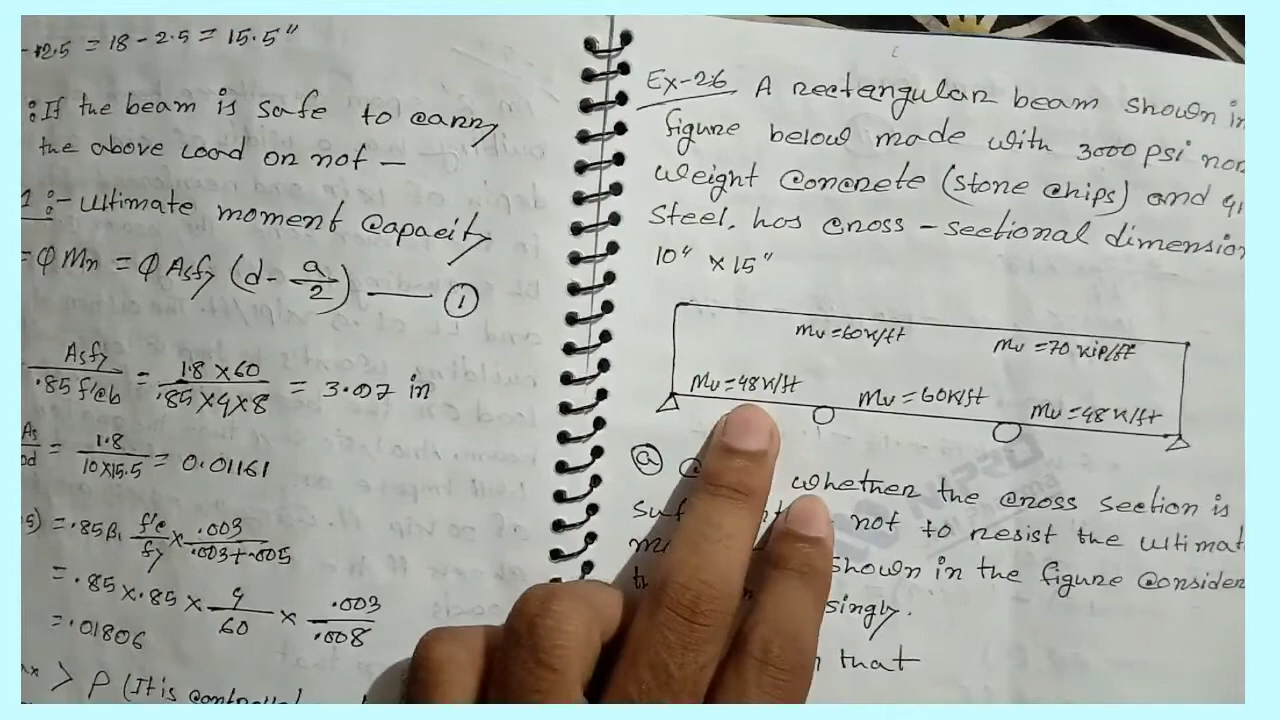 -2.5 = 18 - 2.5 = 15.5"
: If the beam is safe to carry
the above load or not -
1 :- Ultimate moment capacity
= φMn = φAsfy (d - a/2) —— ①
Asfy/.85f'cb = 1.8×60/.85×4×8 = 3.07 in
As/bd = 1.8/10×15.5 = 0.01161
5) = .85β₁ f'c/fy × .003/.003+.005
= .85 × .85 × 4/60 × .003/.008
= .01806
> ρ (It is
Ex-26. A rectangular beam shown in
figure below made with 3000 psi
weight concrete (stone chips) and
Steel, has cross-sectional dimension
10" × 15"
Mu = 60 k/ft
Mu = 70 kip/ft
Mu = 48 k/ft
Mu = 60 k/ft
Mu = 48 k/ft
ⓐ whether the cross section is
not to resist the ultimat
shown in the figure consider
singly.
that